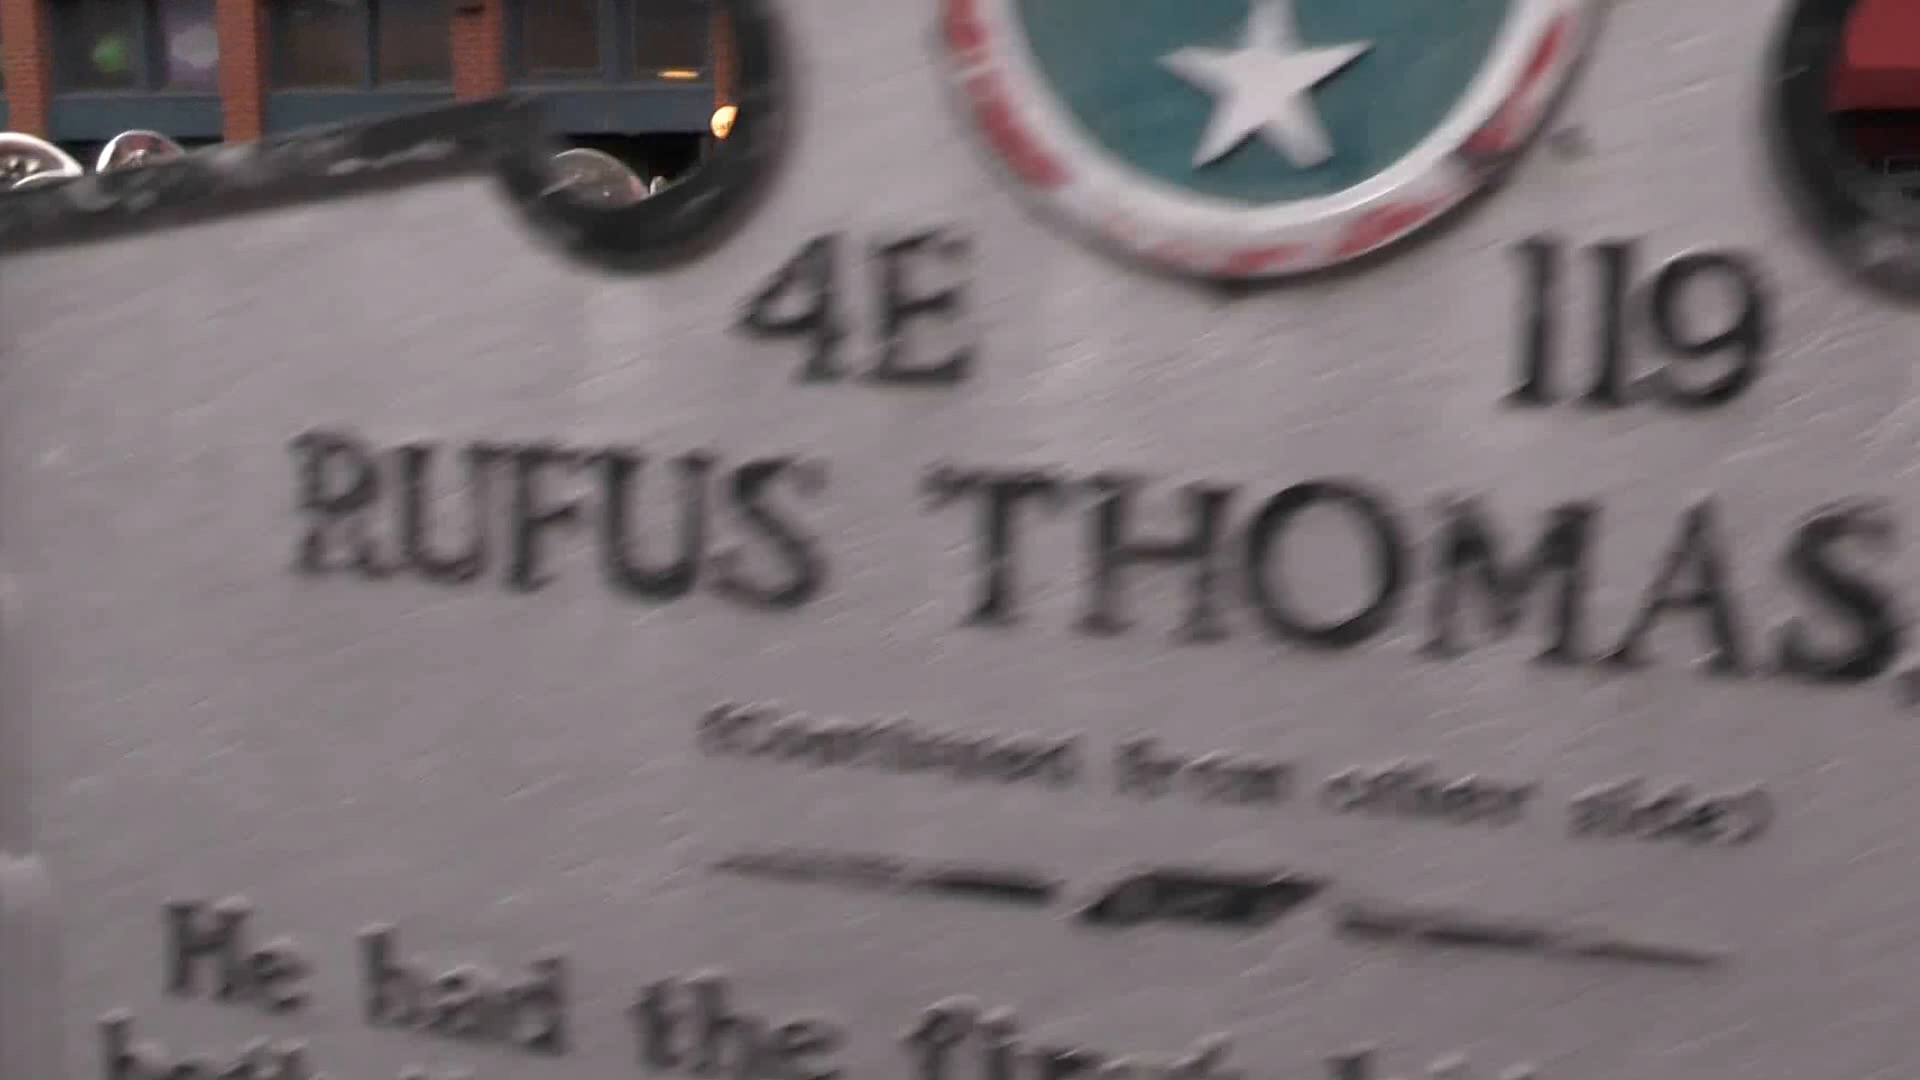 4E 119
RUFUS THOMAS,
(Continued from other side)
He had the first